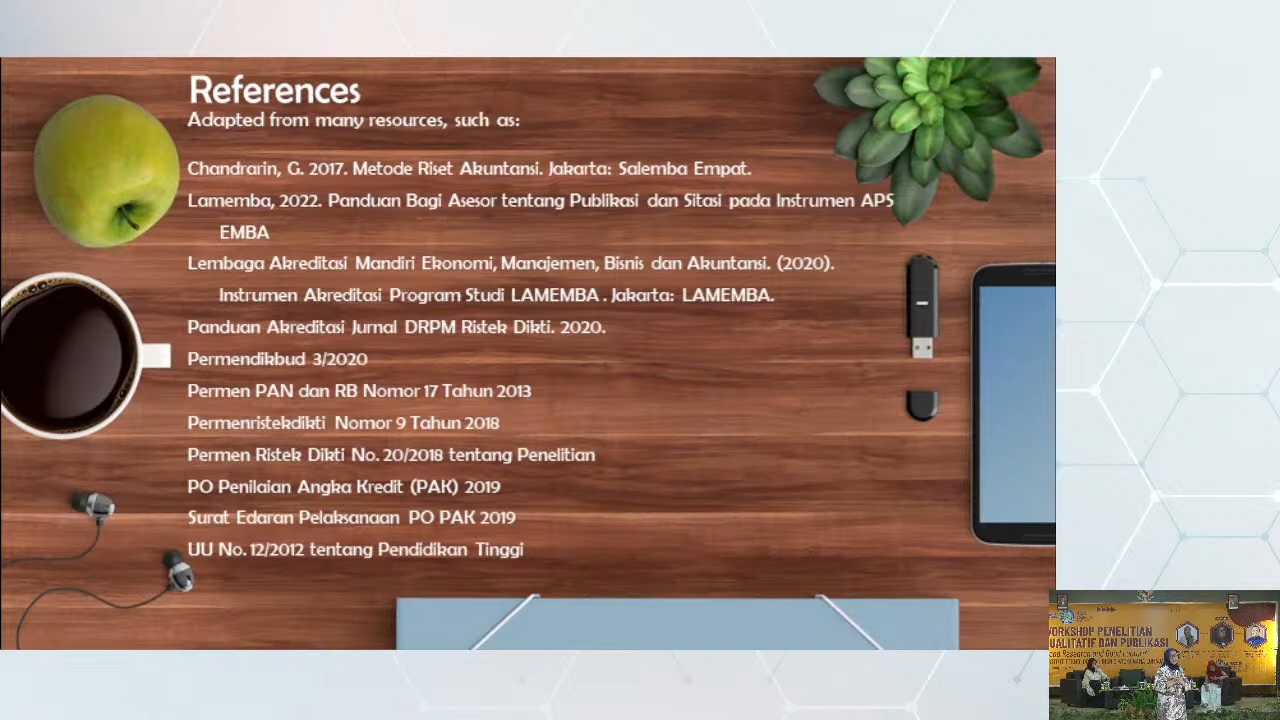 References
Adapted from many resources, such as:
Chandrarin, G. 2017. Metode Riset Akuntansi. Jakarta: Salemba Empat.
Lamemba, 2022. Panduan Bagi Asesor tentang Publikasi dan Sitasi pada Instrumen APS
EMBA
Lembaga Akreditasi Mandiri Ekonomi, Manajemen, Bisnis dan Akuntansi. (2020).
Instrumen Akreditasi Program Studi LAMEMBA . Jakarta: LAMEMBA.
Panduan Akreditasi Jurnal DRPM Ristek Dikti. 2020.
Permendikbud 3/2020
Permen PAN dan RB Nomor 17 Tahun 2013
Permenristekdikti Nomor 9 Tahun 2018
Permen Ristek Dikti No. 20/2018 tentang Penelitian
PO Penilaian Angka Kredit (PAK) 2019
Surat Edaran Pelaksanaan PO PAK 2019
UU No. 12/2012 tentang Pendidikan Tinggi
WORKSHOP PENELITIAN
DAN PUBLIKASI